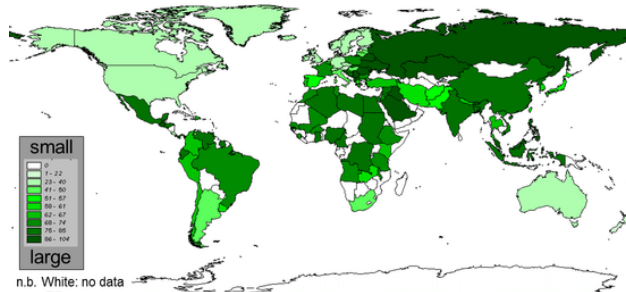 small
0
1 - 22
23 - 40
41 - 50
51 - 57
58 - 61
62 - 67
68 - 74
75 - 85
86 - 104
large
n.b. White: no data